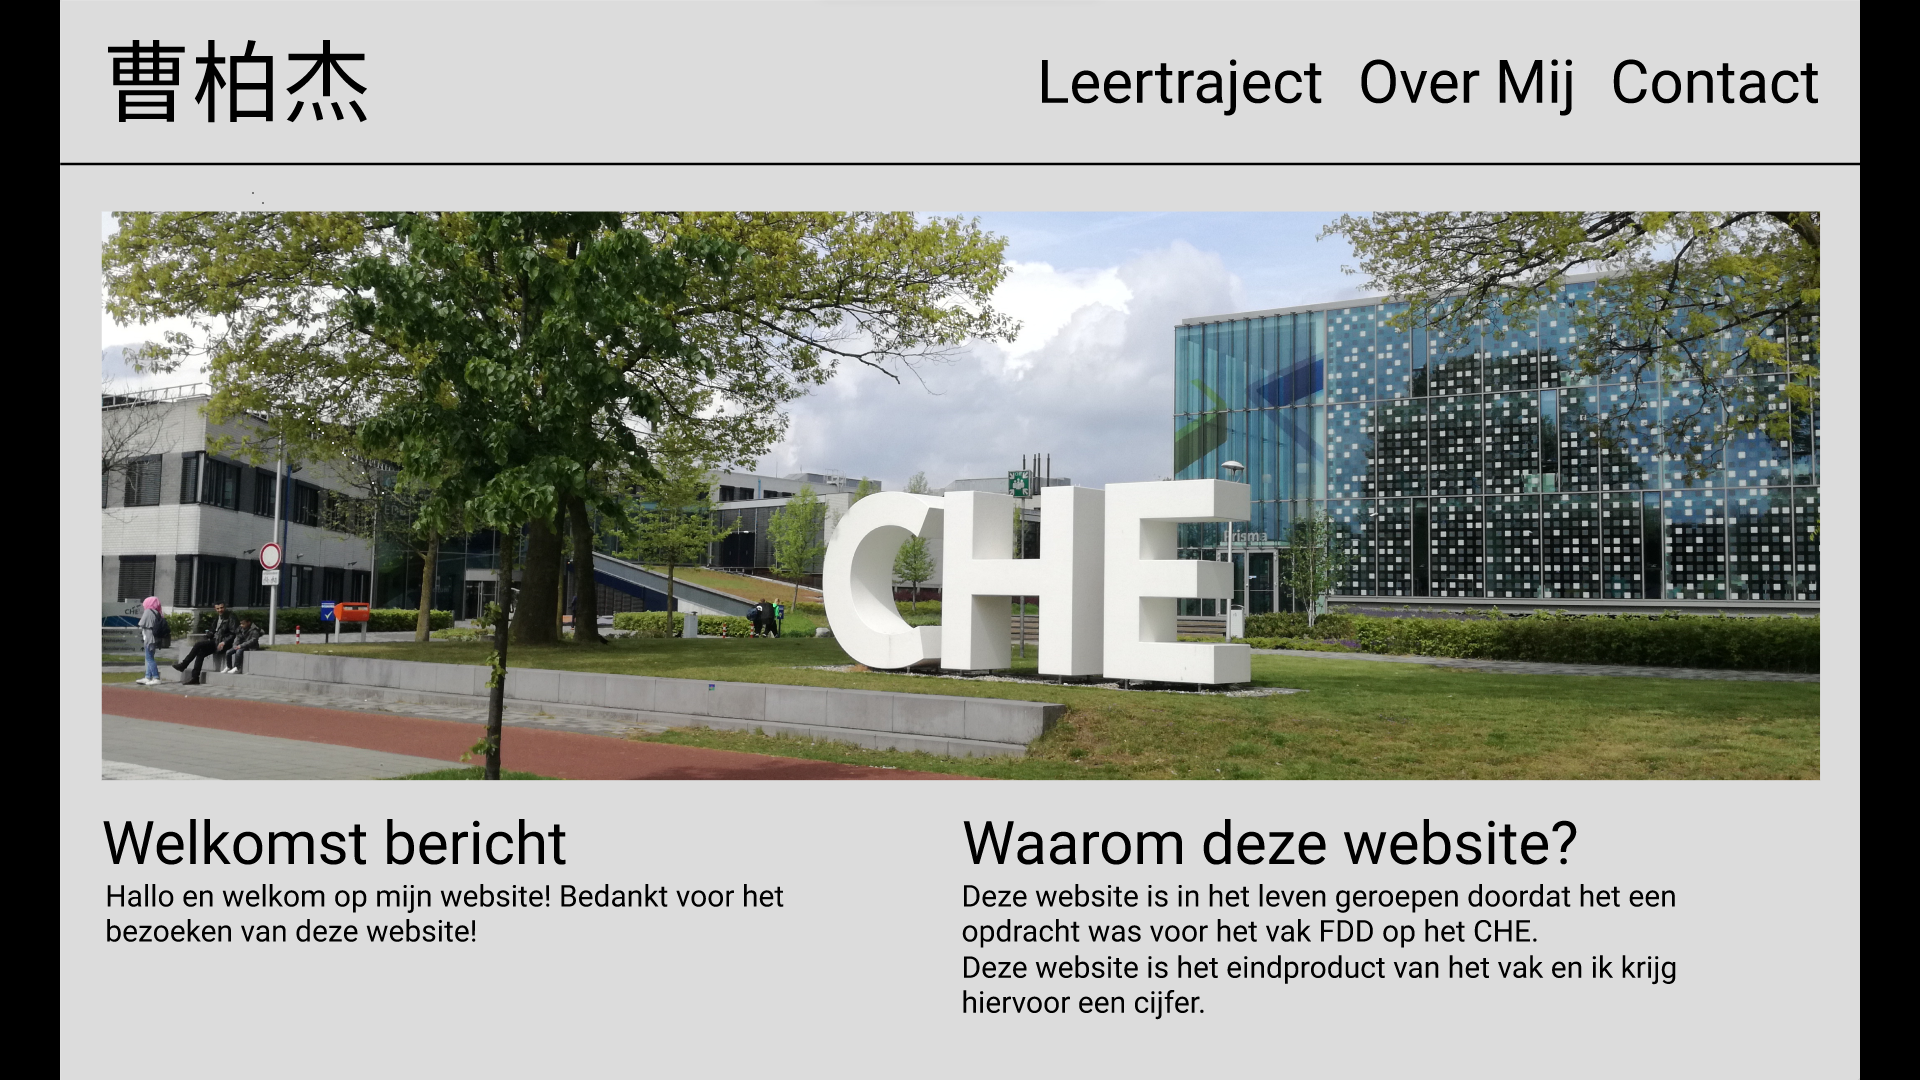 曹柏杰
Leertraject Over Mij Contact
CHE
Prisma
CHE
Welkomst bericht
Hallo en welkom op mijn website! Bedankt voor het
bezoeken van deze website!
Waarom deze website?
Deze website is in het leven geroepen doordat het een
opdracht was voor het vak FDD op het CHE.
Deze website is het eindproduct van het vak en ik krijg
hiervoor een cijfer.